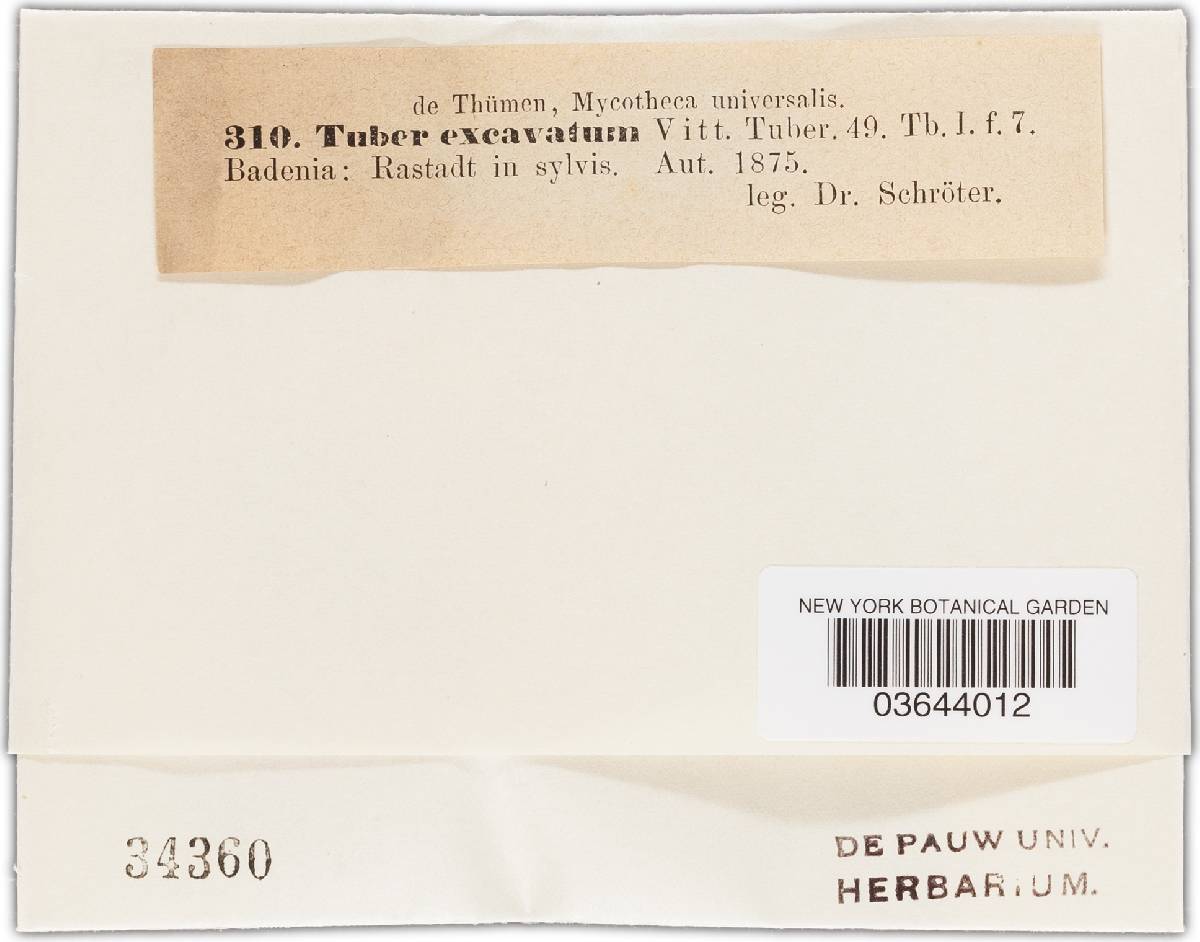 de Thümen, Mycotheca universalis.
310. Tuber excavatum Vitt. Tuber. 49. Tb. I. f. 7.
Badenia: Rastadt in sylvis. Aut. 1875.
leg. Dr. Schröter.
NEW YORK BOTANICAL GARDEN
03644012
34360
DE PAUW UNIV.
HERBARIUM.